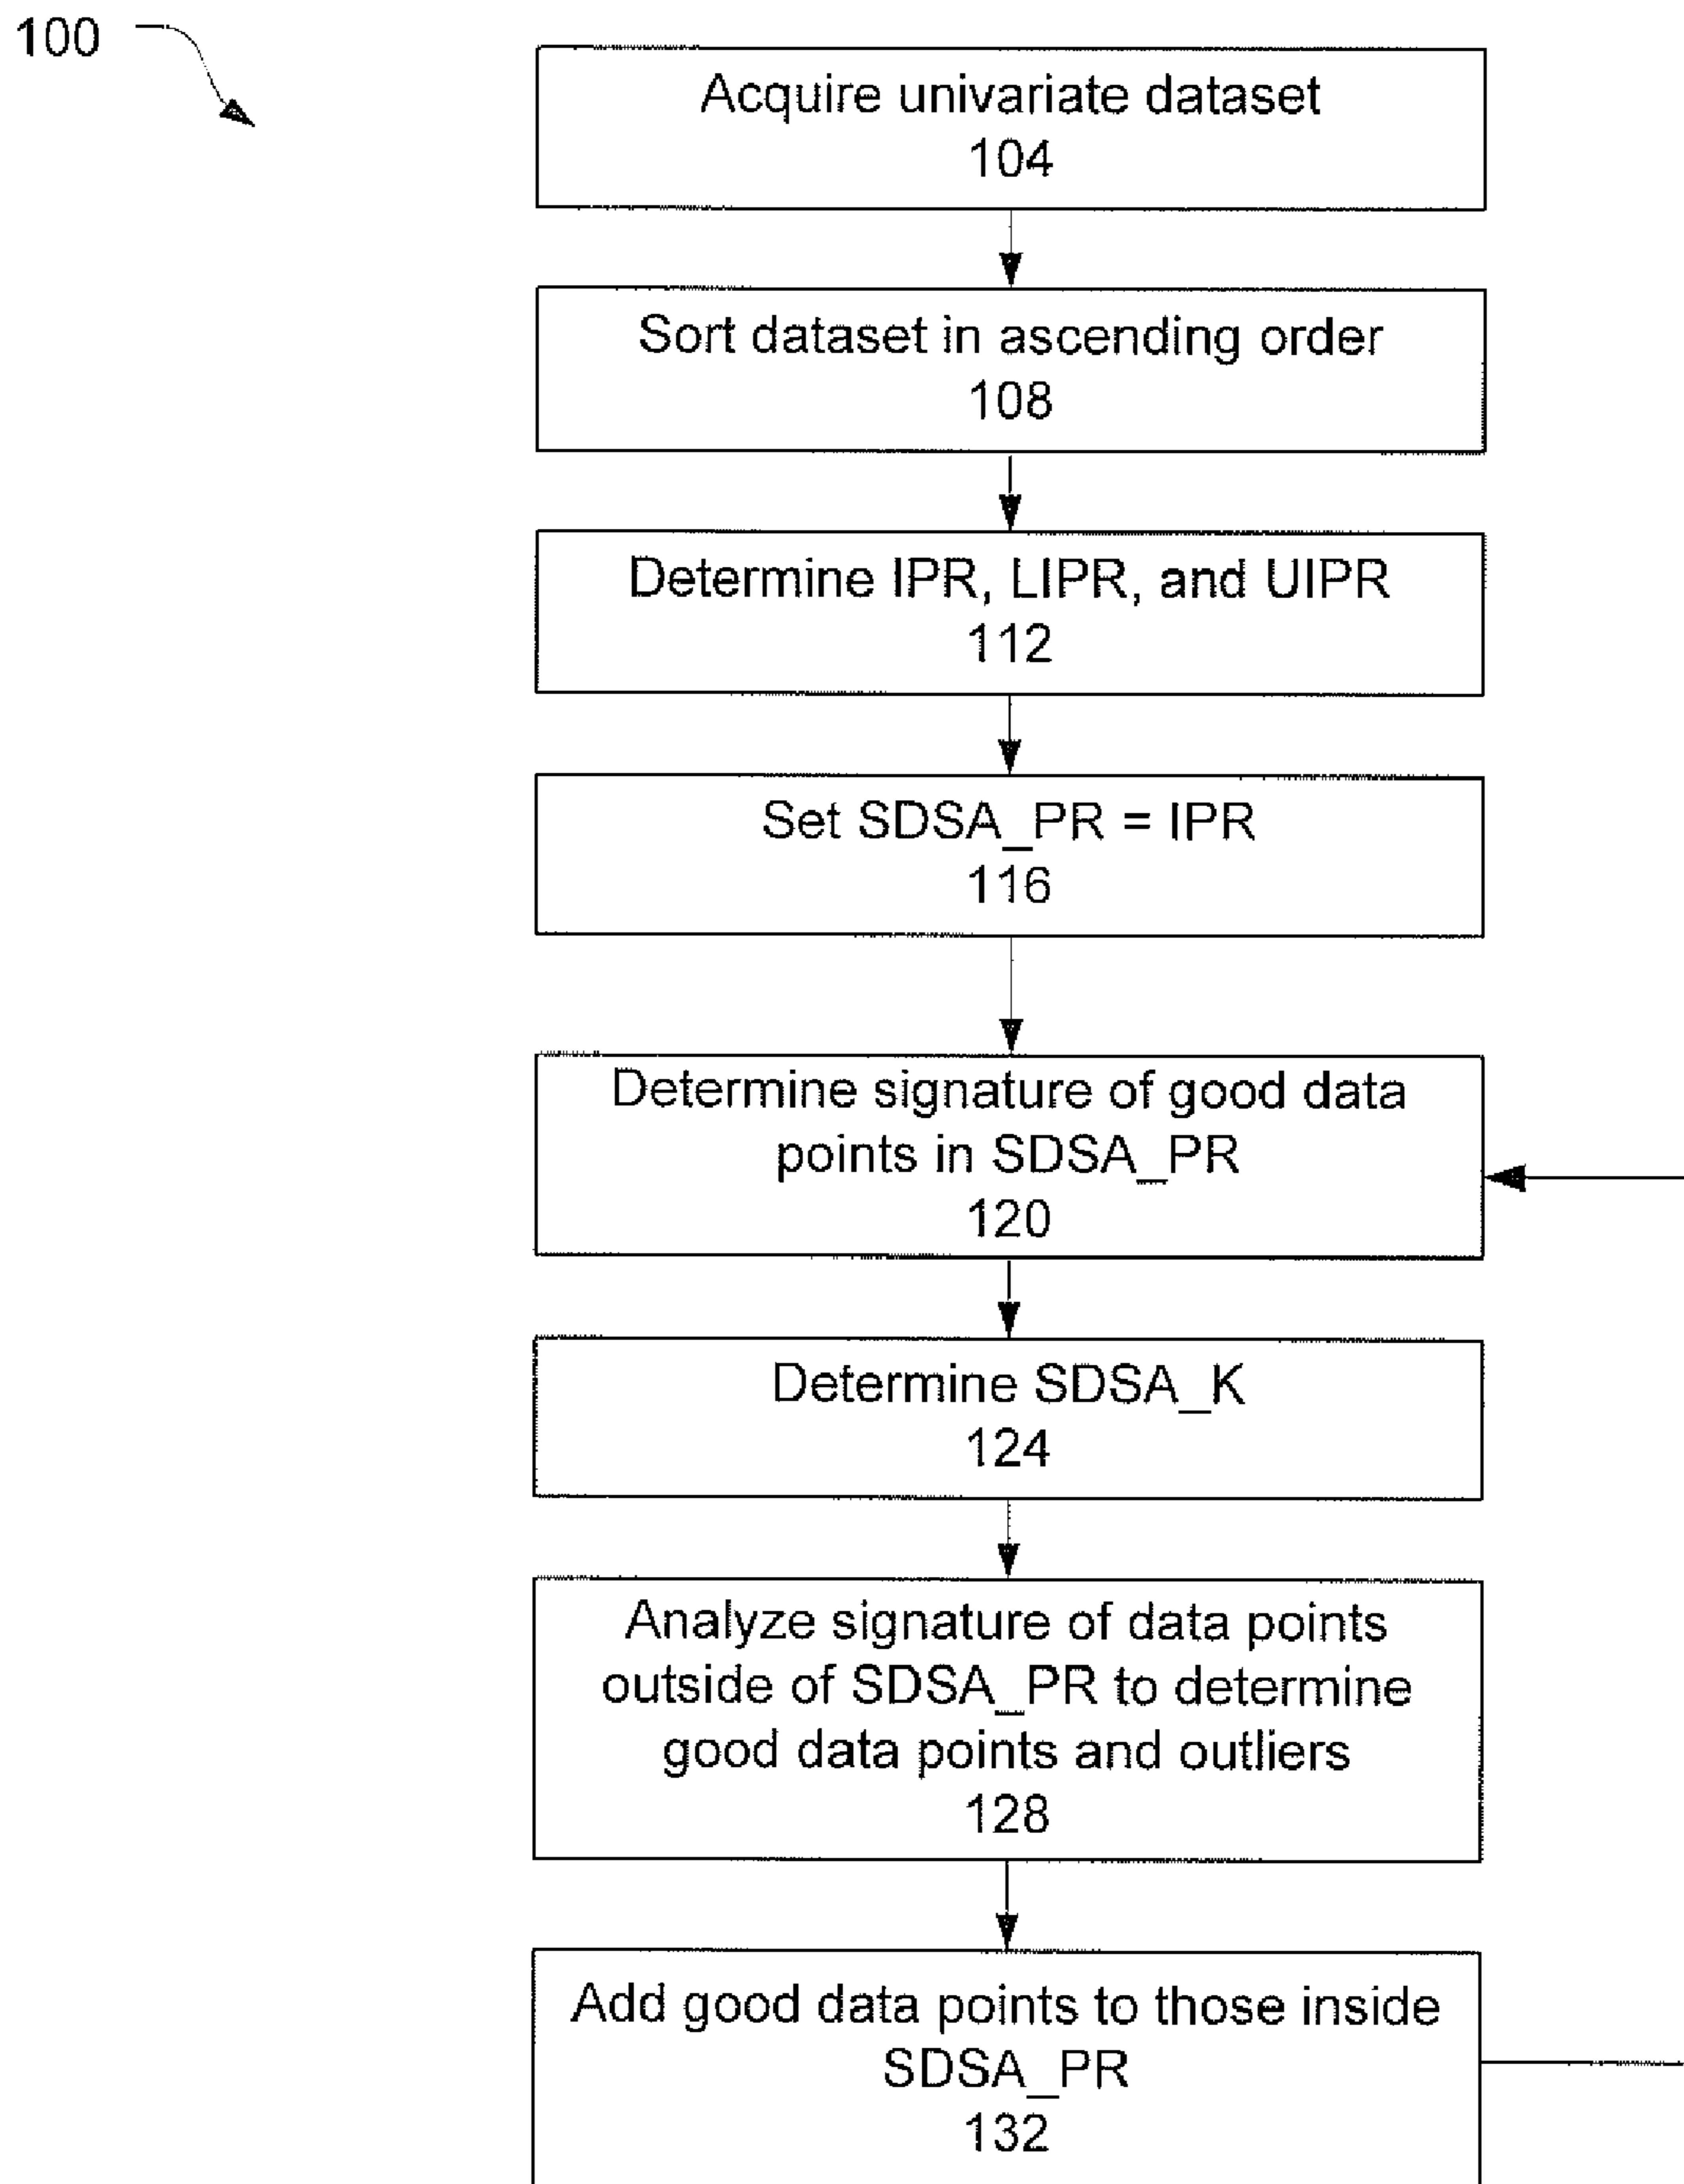 100
Acquire univariate dataset
104
Sort dataset in ascending order
108
Determine IPR, LIPR, and UIPR
112
Set SDSA_PR = IPR
116
Determine signature of good data
points in SDSA_PR
120
Determine SDSA_K
124
Analyze signature of data points
outside of SDSA_PR to determine
good data points and outliers
128
Add good data points to those inside
SDSA_PR
132